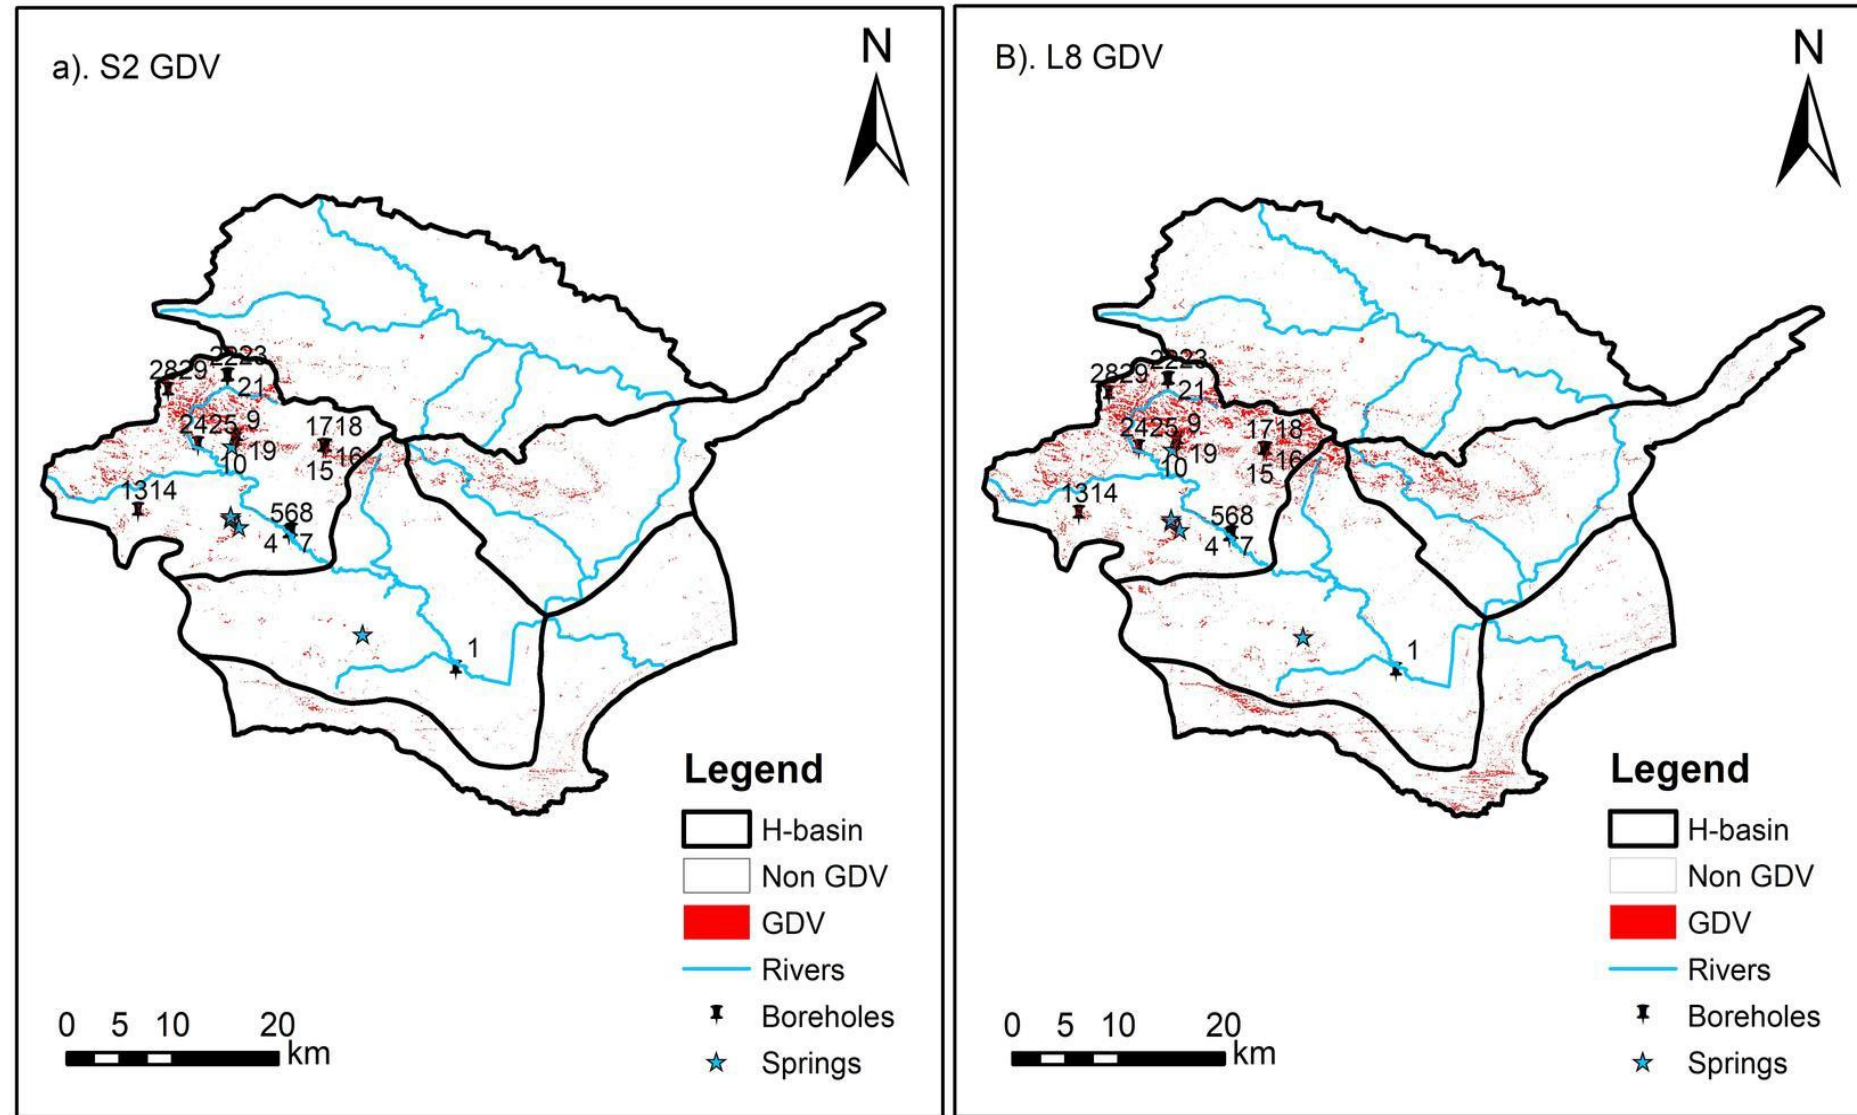 a). S2 GDV
N
2223
2829
21
9
2425
1718
19
16
10
15
1314
568
4 7
1
Legend
H-basin
Non GDV
GDV
Rivers
Boreholes
Springs
0 5 10 20
km
B). L8 GDV
N
2223
2829
21
9
2425
1718
19
16
10
15
1314
568
4 7
1
Legend
H-basin
Non GDV
GDV
Rivers
Boreholes
Springs
0 5 10 20
km